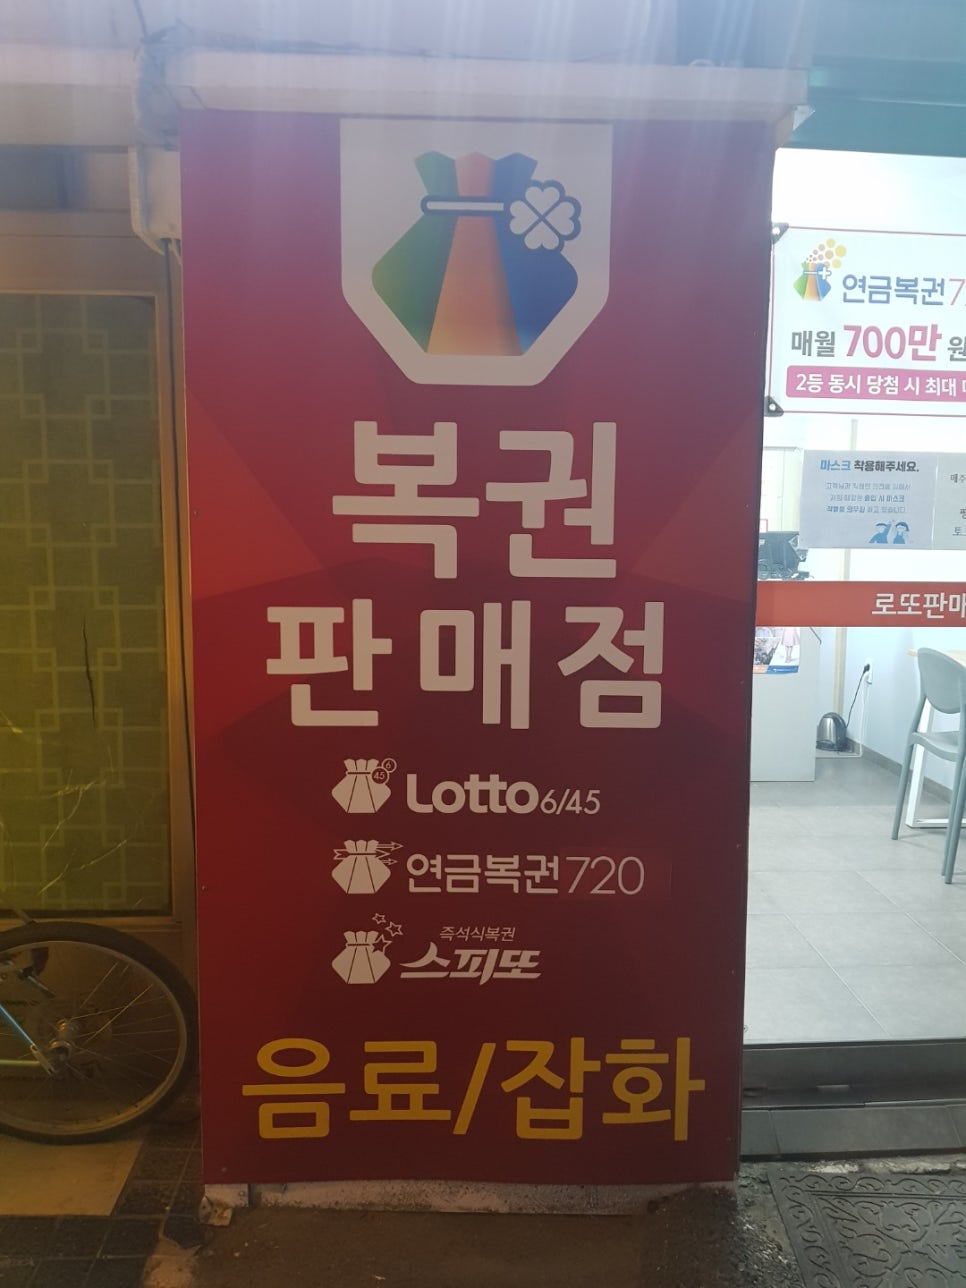 복권
판매점
6
45
Lotto6/45
연금복권720
즉석식복권
스피또
음료/잡화
연금복권7
매월 700만 원
2등 동시 당첨 시 최대
마스크 착용해주세요.
로또판매